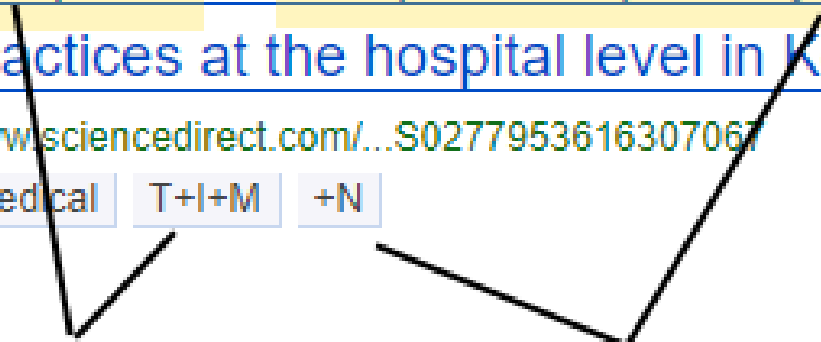 actices at the hospital level in K
w.sciencedirect.com/...S0277953616307067
edical T+I+M +N